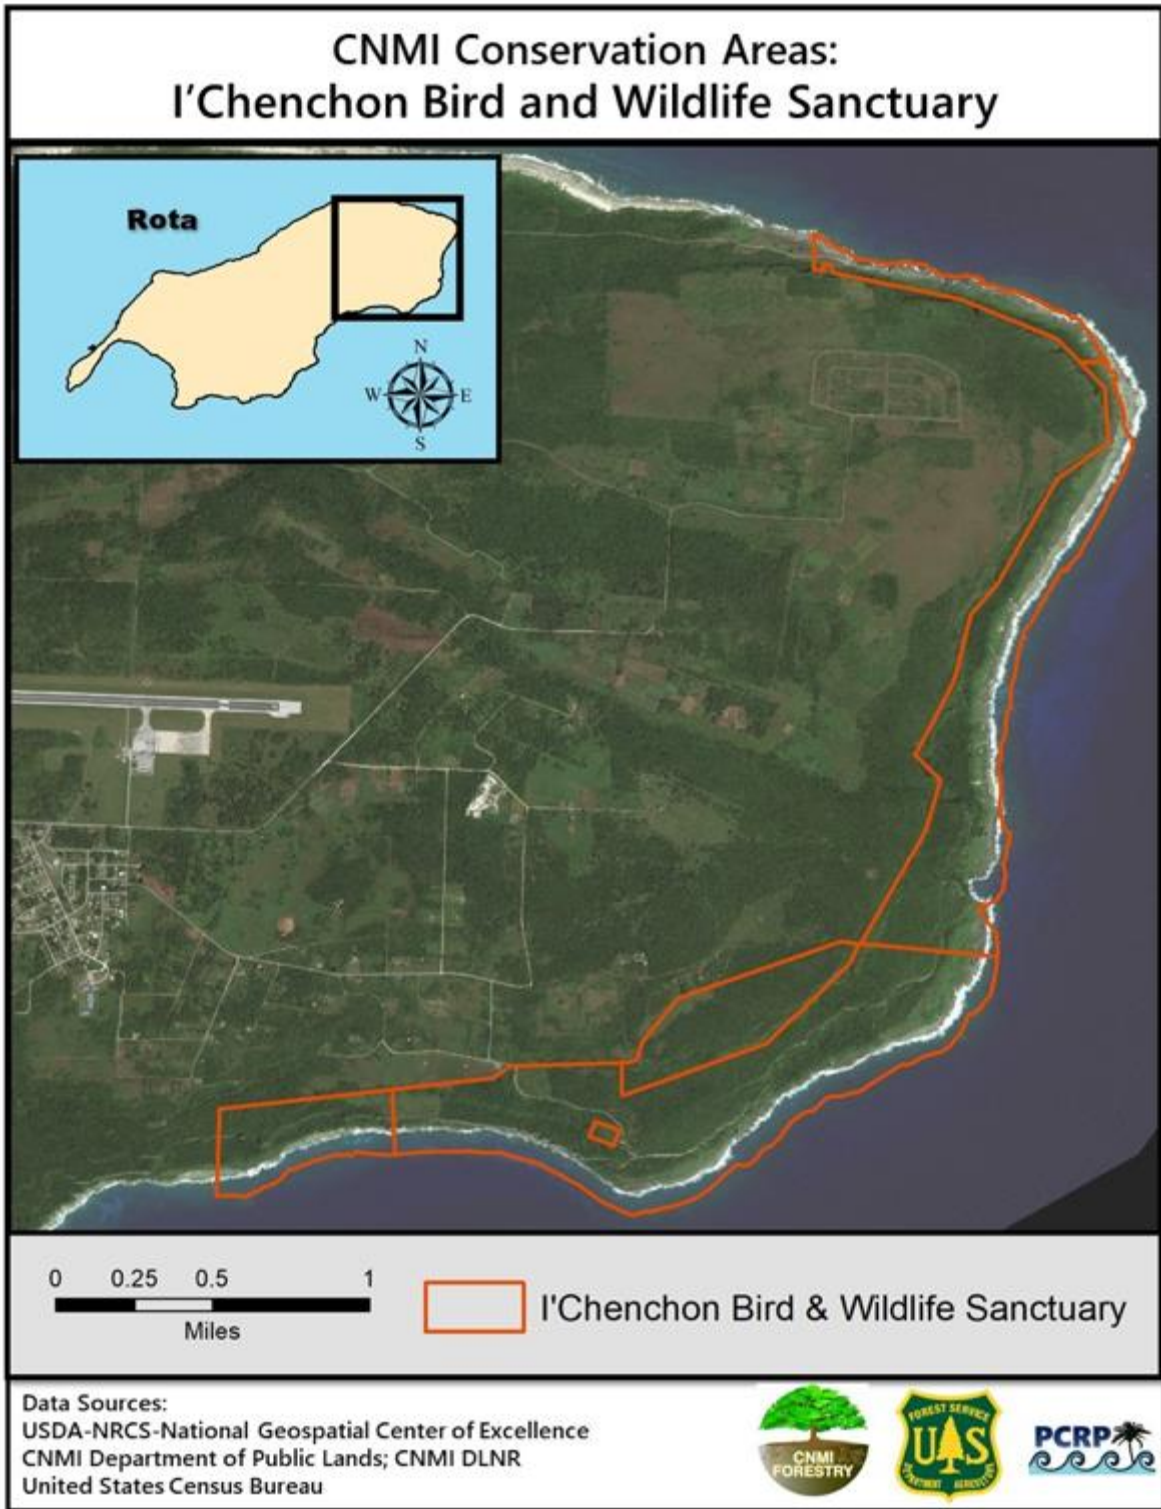 CNMI Conservation Areas:
I'Chenchon Bird and Wildlife Sanctuary
Rota
N
W
E
S
0 0.25 0.5 1
Miles
I'Chenchon Bird & Wildlife Sanctuary
Data Sources:
USDA-NRCS-National Geospatial Center of Excellence
CNMI Department of Public Lands; CNMI DLNR
United States Census Bureau
CNMI
FORESTRY
FOREST SERVICE
U S
DEPARTMENT AGRICULTURE
PCRP